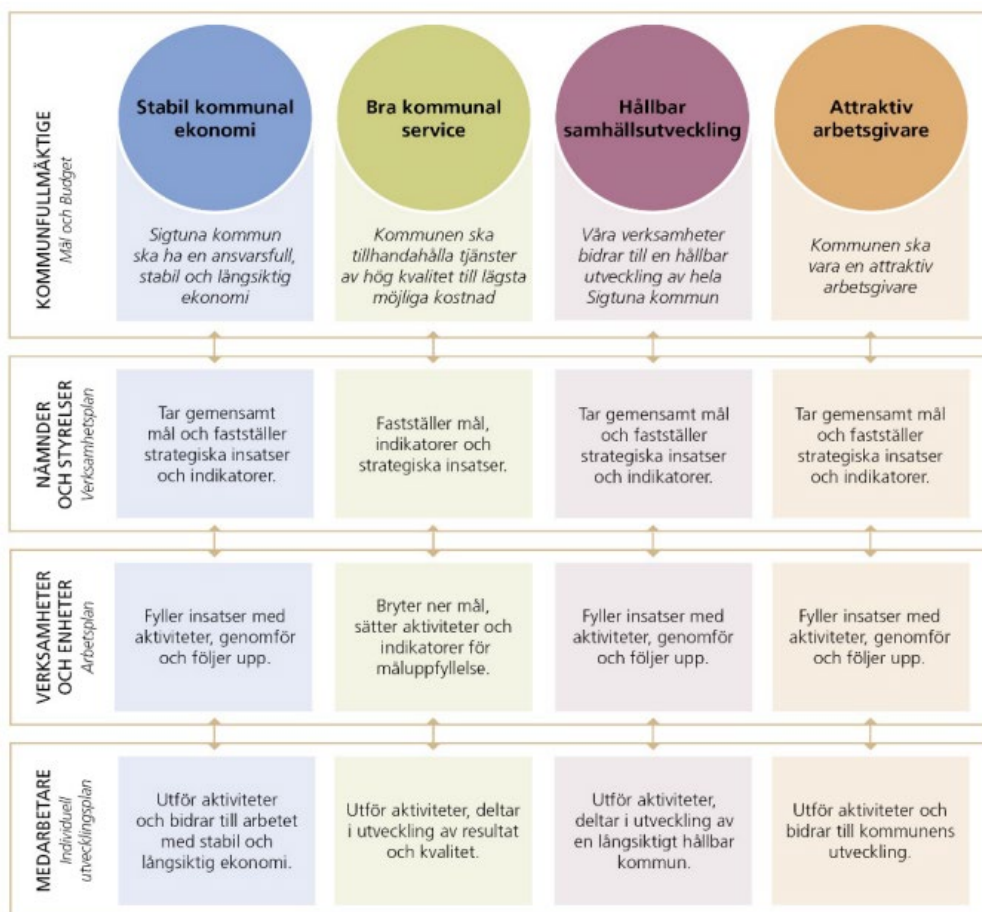 KOMMUNFULLMÄKTIGE
Mål och Budget
Stabil kommunal
ekonomi
Sigtuna kommun
ska ha en ansvarsfull,
stabil och långsiktig
ekonomi
Bra kommunal
service
Kommunen ska
tillhandahålla tjänster
av hög kvalitet till lägsta
möjliga kostnad
Hållbar
samhällsutveckling
Våra verksamheter
bidrar till en hållbar
utveckling av hela
Sigtuna kommun
Attraktiv
arbetsgivare
Kommunen ska
vara en attraktiv
arbetsgivare
NÄMNDER
OCH STYRELSER
Verksamhetsplan
Tar gemensamt
mål och fastställer
strategiska insatser
och indikatorer.
Fastställer mål,
indikatorer och
strategiska insatser.
Tar gemensamt mål
och fastställer
strategiska insatser
och indikatorer.
Tar gemensamt mål
och fastställer
strategiska insatser
och indikatorer.
VERKSAMHETER
OCH ENHETER
Arbetsplan
Fyller insatser med
aktiviteter, genomför
och följer upp.
Bryter ner mål,
sätter aktiviteter och
indikatorer för
måluppfyllelse.
Fyller insatser med
aktiviteter, genomför
och följer upp.
Fyller insatser med
aktiviteter, genomför
och följer upp.
MEDARBETARE
Individuell
utvecklingsplan
Utför aktiviteter
och bidrar till arbetet
med stabil och
långsiktig ekonomi.
Utför aktiviteter, deltar
i utveckling av resultat
och kvalitet.
Utför aktiviteter,
deltar i utveckling av
en långsiktigt hållbar
kommun.
Utför aktiviteter och
bidrar till kommunens
utveckling.